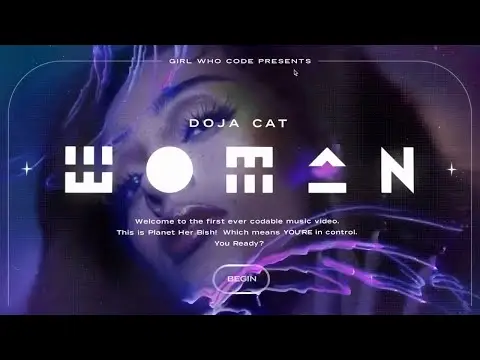 GIRL WHO CODE PRESENTS
DOJA CAT
WOMAN
Welcome to the first ever codable music video.
This is Planet Her Bish! Which means YOU'RE in control.
You Ready?
BEGIN